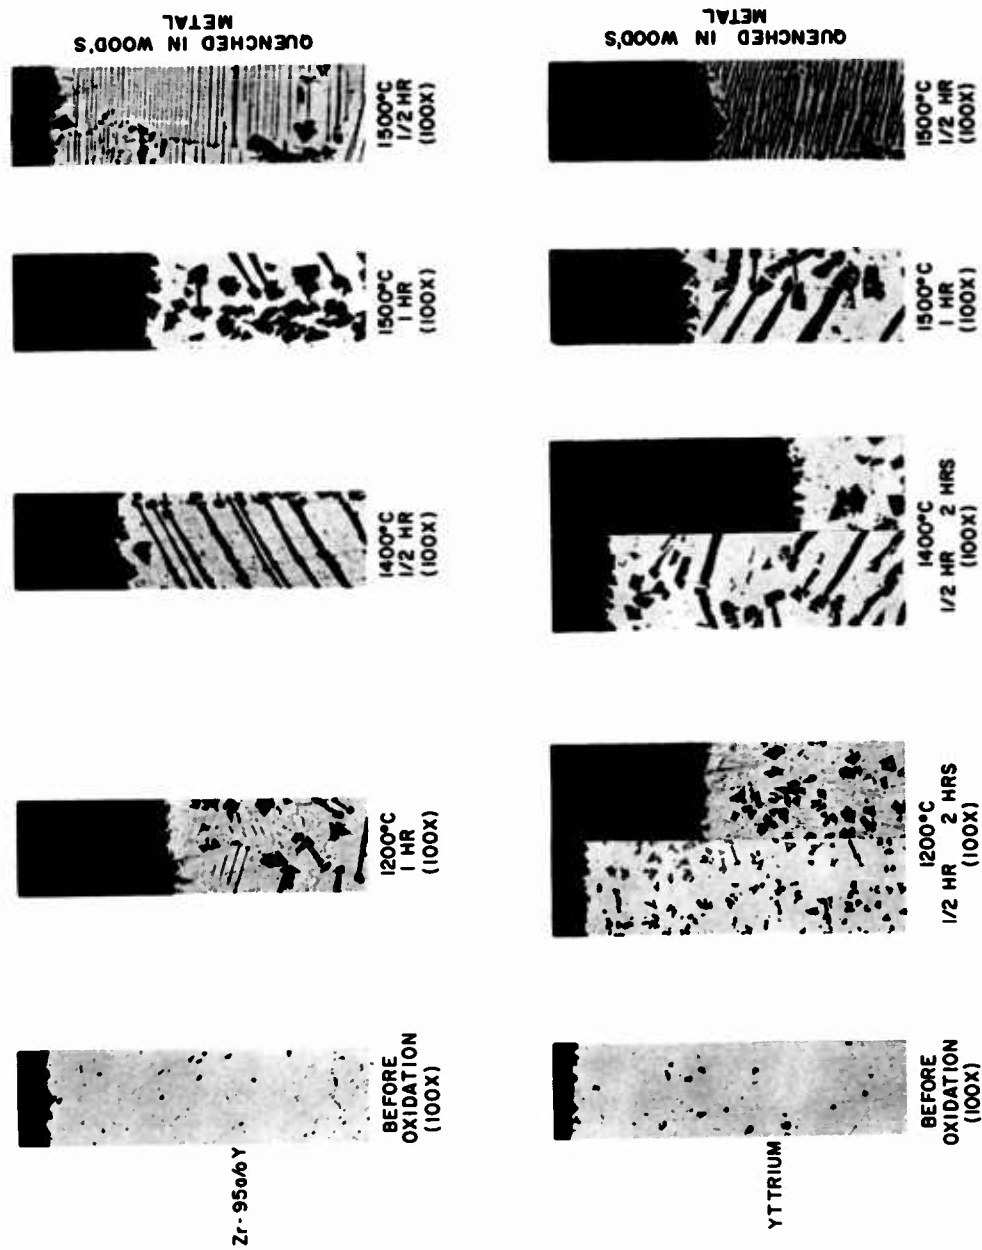 Zr-95a/oY
BEFORE
OXIDATION
(100X)
1200°C
1 HR
(100X)
1400°C
1/2 HR
(100X)
1500°C
1 HR
(100X)
1500°C
1/2 HR
(100X)
QUENCHED IN WOOD'S
METAL
YTTRIUM
BEFORE
OXIDATION
(100X)
1200°C
1/2 HR 2 HRS
(100X)
1400°C
1/2 HR 2 HRS
(100X)
1500°C
1 HR
(100X)
1500°C
1/2 HR
(100X)
QUENCHED IN WOOD'S
METAL